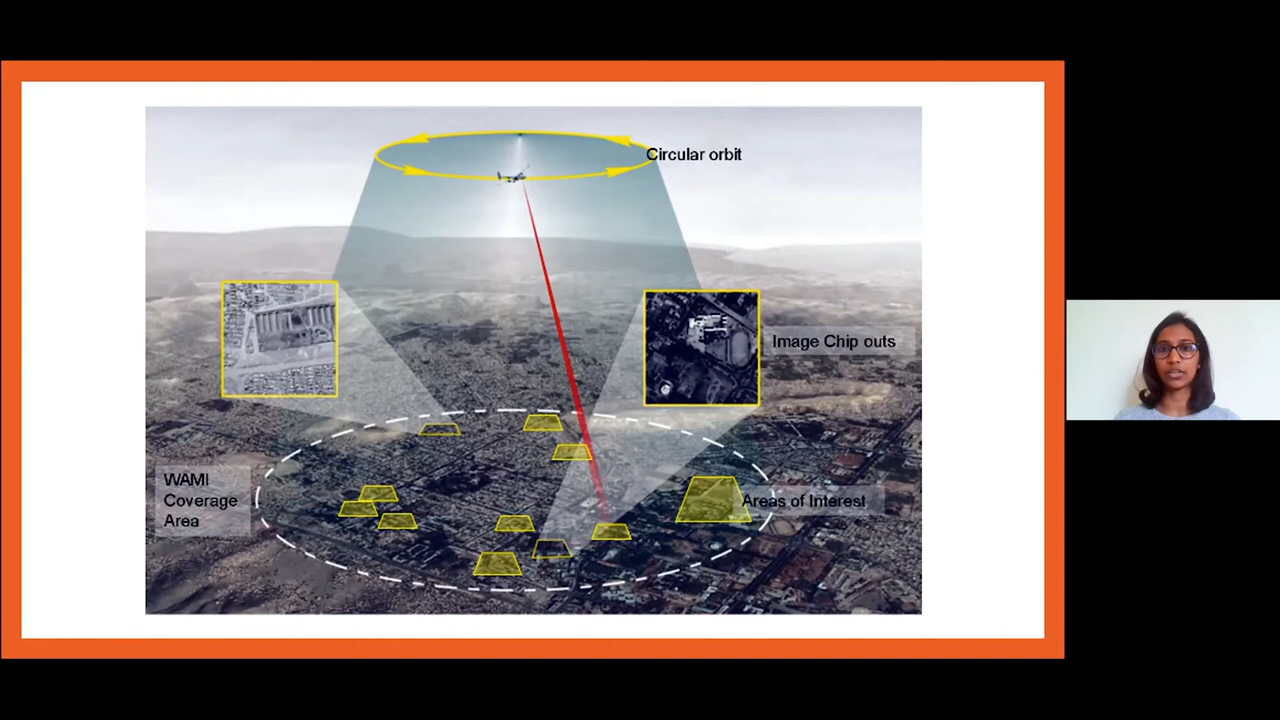 Circular orbit
Image Chip outs
WAMI
Coverage
Area
Areas of Interest